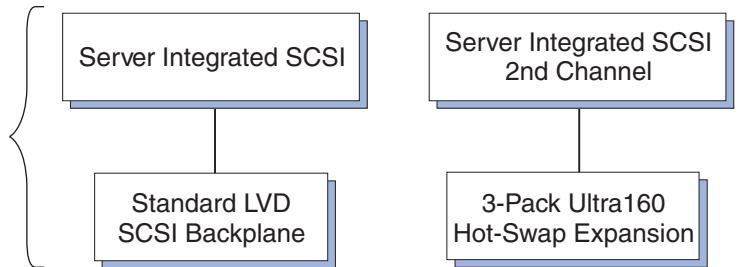 Server Integrated SCSI
Server Integrated SCSI
2nd Channel
Standard LVD
SCSI Backplane
3-Pack Ultra160
Hot-Swap Expansion